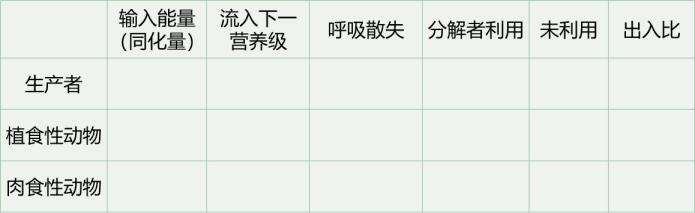 输入能量
（同化量）
流入下一
营养级
呼吸散失
分解者利用
未利用
出入比
生产者
植食性动物
肉食性动物